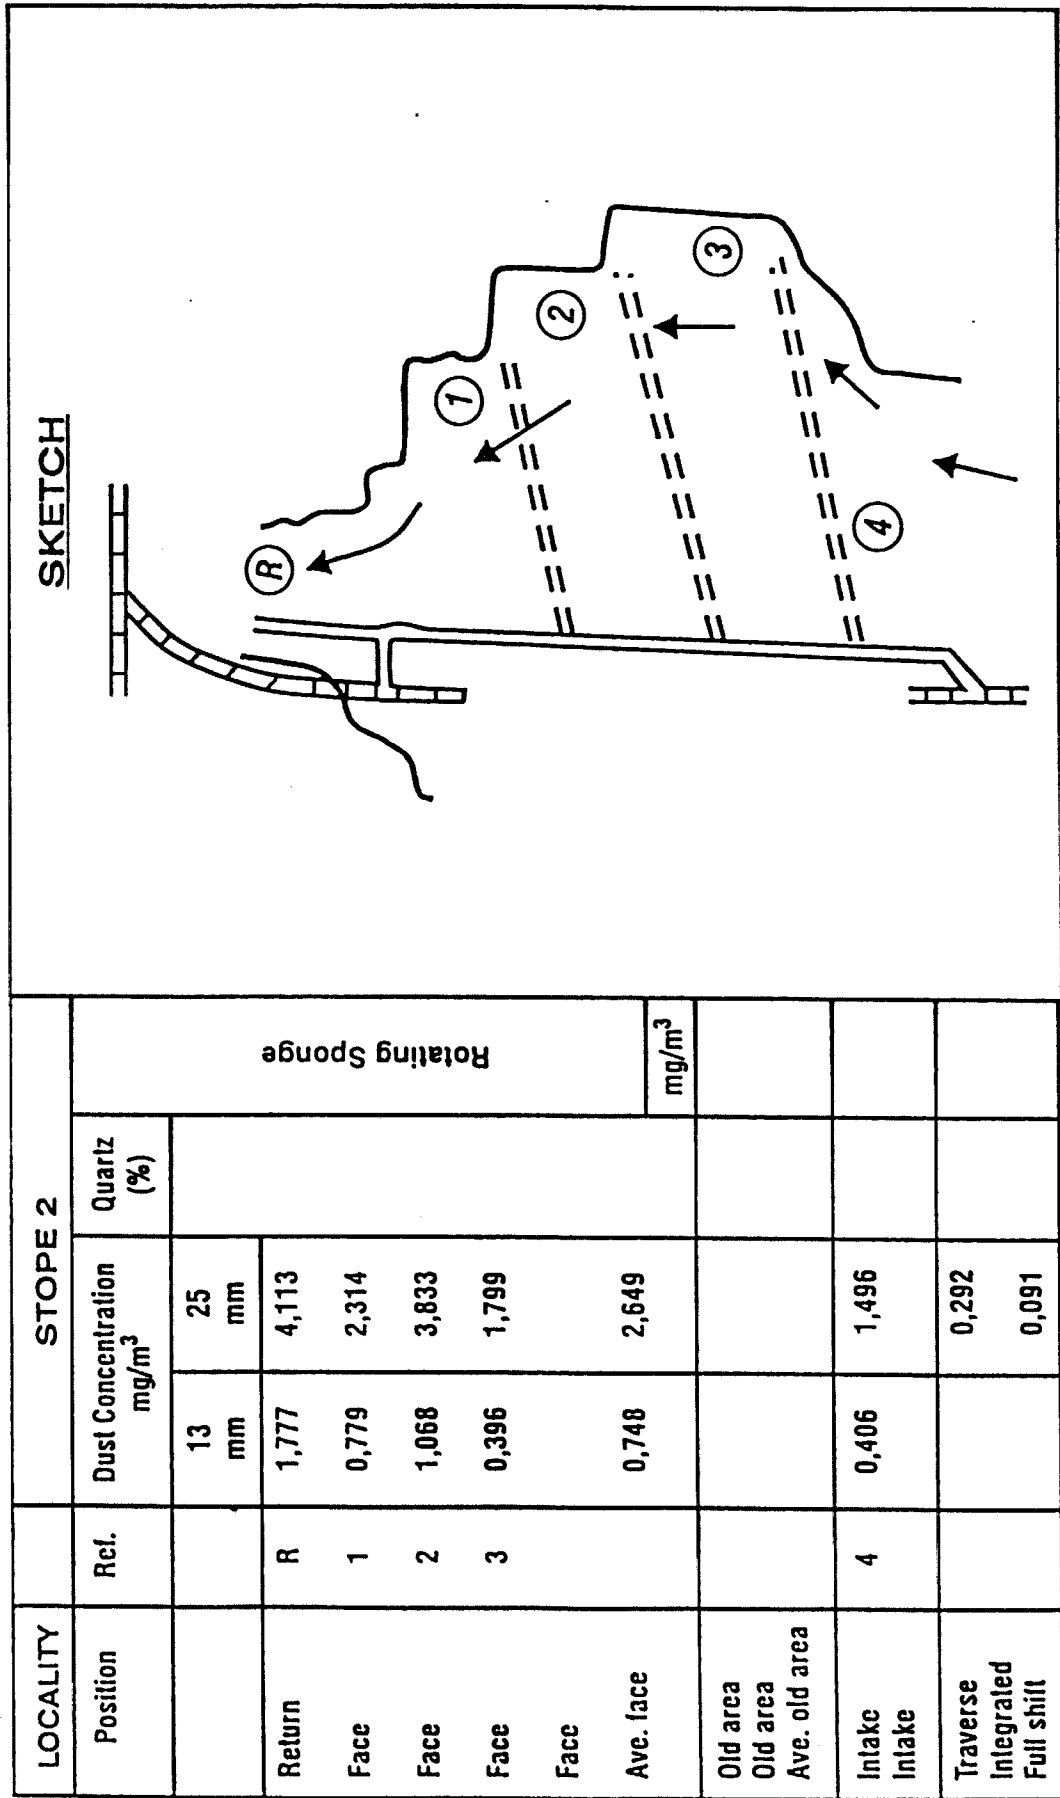 LOCALITY STOPE 2
Position Ref. Dust Concentration mg/m³ Quartz (%) Rotating Sponge
13 mm 25 mm
Return R 1,777 4,113
Face 1 0,779 2,314
Face 2 1,068 3,833
Face 3 0,396 1,799
Face
Ave. face 0,748 2,649 mg/m³
Old area
Old area
Ave. old area
Intake 4 0,406 1,496
Intake
Traverse 0,292
Integrated
Full shift 0,091
SKETCH
R
1
2
3
4